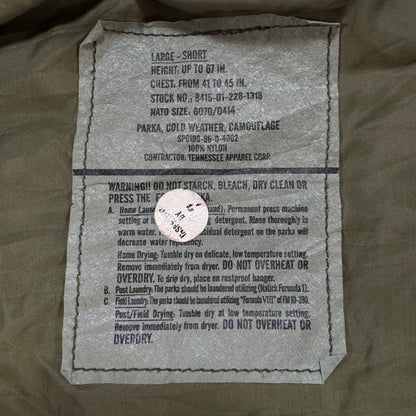 LARGE - SHORT
HEIGHT: UP TO 67 IN.
CHEST: FROM 41 TO 45 IN.
STOCK NO.: 8415-01-228-1318
NATO SIZE: 6070/0414
PARKA, COLD WEATHER, CAMOUFLAGE
100% NYLON
CONTRACTOR: TENNESSEE APPAREL CORP.
WARNING!! DO NOT STARCH, BLEACH, DRY CLEAN OR
PRESS THE
A. Home Laundry Permanent press machine
setting or detergent. Rinse thoroughly in
warm water. residual detergent on the parka will
decrease water repellency.
Home Drying: Tumble dry on delicate, low temperature setting.
Remove immediately from dryer. DO NOT OVERHEAT OR
OVERDRY. To drip dry, place on rustproof hanger.
B. Post Laundry: The parka should be laundered utilizing (Natick Formula I).
C. Field Laundry: The parka should be laundered utilizing "Formula VIII" of FM 10-280.
Post/Field Drying: Tumble dry at low temperature setting.
Remove immediately from dryer. DO NOT OVERHEAT OR
OVERDRY.